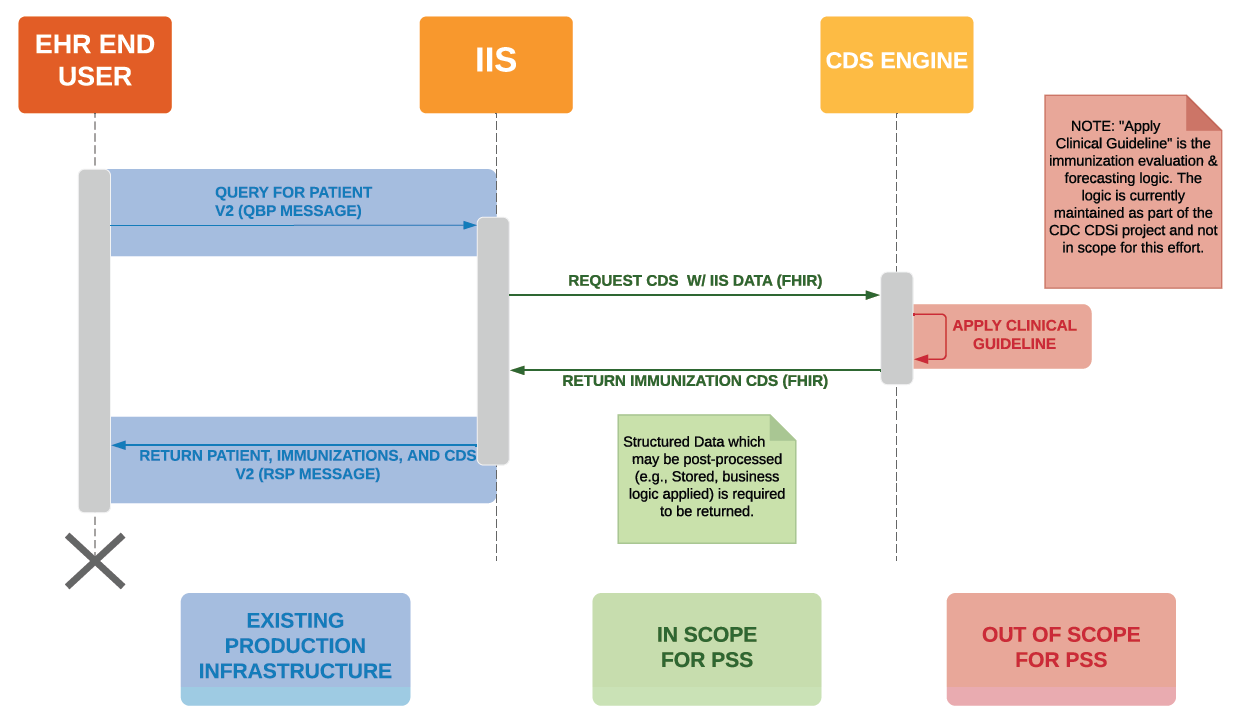 EHR END
USER
IIS
CDS ENGINE
NOTE: "Apply
Clinical Guideline" is the
immunization evaluation &
forecasting logic. The
logic is currently
maintained as part of the
CDC CDSi project and not
in scope for this effort.
QUERY FOR PATIENT
V2 (QBP MESSAGE)
REQUEST CDS  W/ IIS DATA (FHIR)
APPLY CLINICAL
GUIDELINE
RETURN IMMUNIZATION CDS (FHIR)
RETURN PATIENT, IMMUNIZATIONS, AND CDS
V2 (RSP MESSAGE)
Structured Data which
may be post-processed
(e.g., Stored, business
logic applied) is required
to be returned.
EXISTING
PRODUCTION
INFRASTRUCTURE
IN SCOPE
FOR PSS
OUT OF SCOPE
FOR PSS